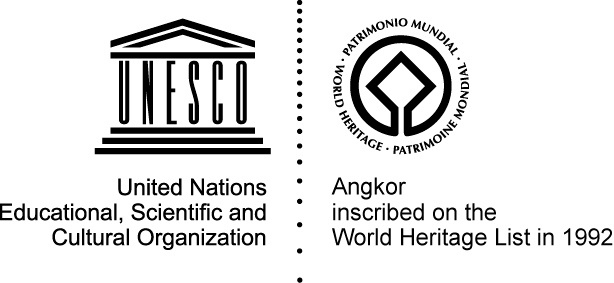 UNESCO
United Nations
Educational, Scientific and
Cultural Organization
WORLD HERITAGE · PATRIMONIO MUNDIAL · PATRIMOINE MONDIAL ·
Angkor
inscribed on the
World Heritage List in 1992